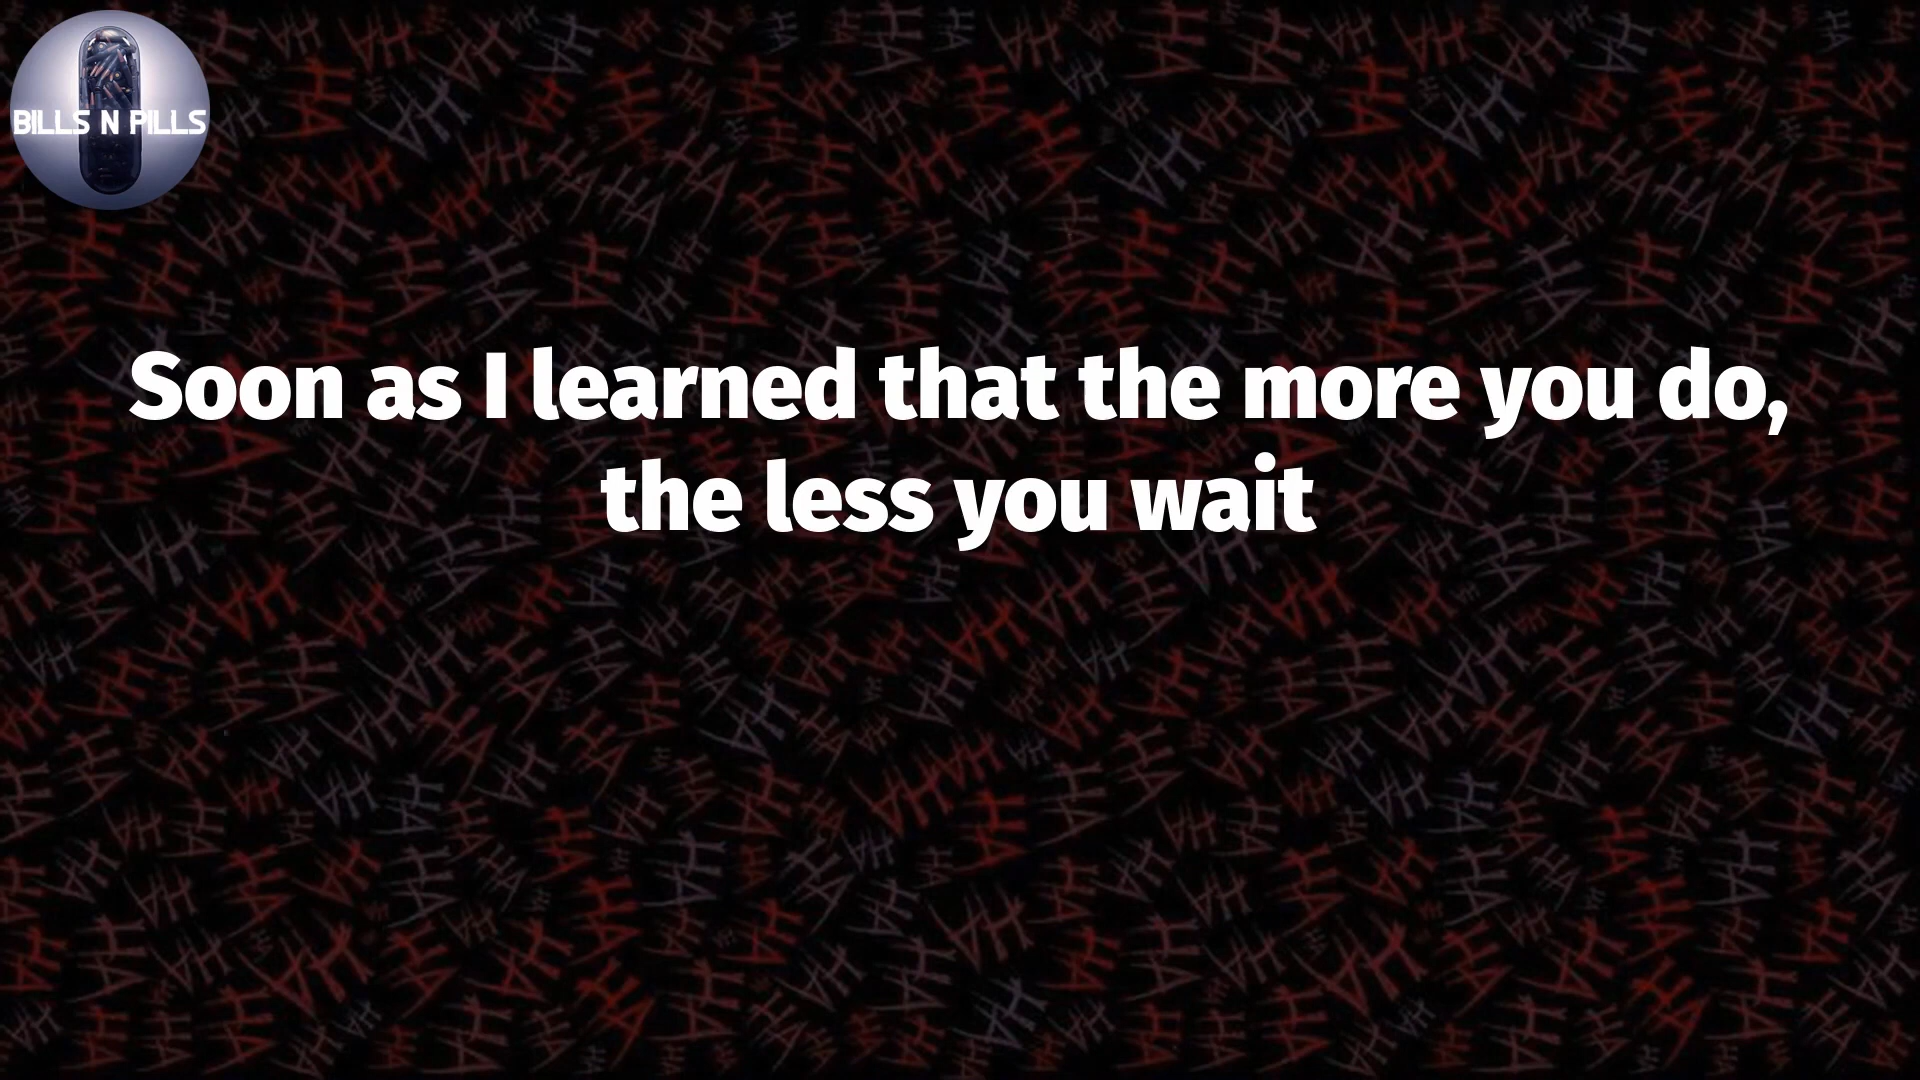 BILLS N PILLS
Soon as I learned that the more you do,
the less you wait